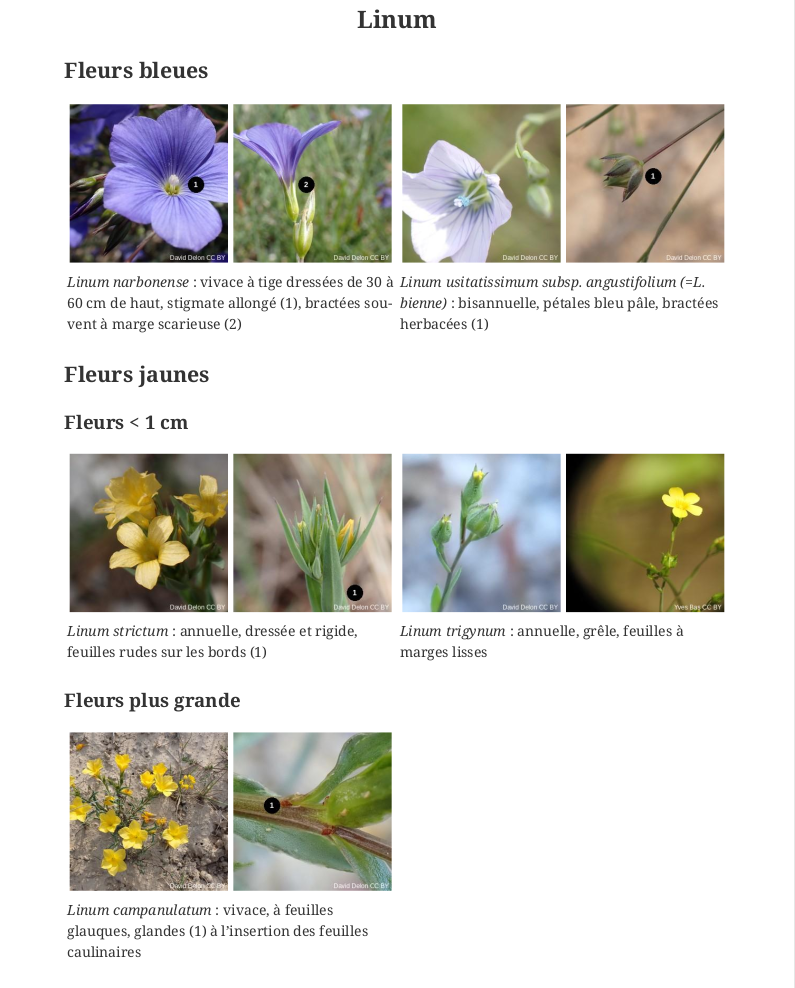 Linum
Fleurs bleues
1
David Delon CC BY
2
David Delon CC BY
David Delon CC BY
1
David Delon CC BY
Linum narbonense : vivace à tige dressées de 30 à
60 cm de haut, stigmate allongé (1), bractées sou-
vent à marge scarieuse (2)
Linum usitatissimum subsp. angustifolium (=L.
bienne) : bisannuelle, pétales bleu pâle, bractées
herbacées (1)
Fleurs jaunes
Fleurs < 1 cm
David Delon CC BY
1
David Delon CC BY
David Delon CC BY
Yves Bas CC BY
Linum strictum : annuelle, dressée et rigide,
feuilles rudes sur les bords (1)
Linum trigynum : annuelle, grêle, feuilles à
marges lisses
Fleurs plus grande
David Delon CC BY
1
David Delon CC BY
Linum campanulatum : vivace, à feuilles
glauques, glandes (1) à l’insertion des feuilles
caulinaires